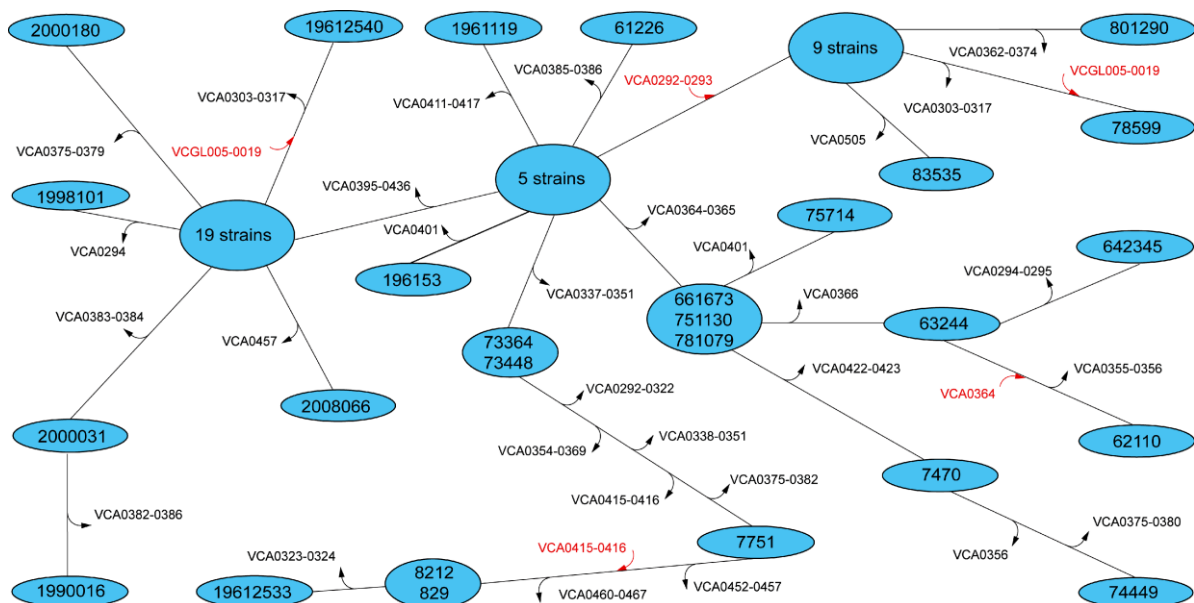 2000180
19612540
1961119
61226
9 strains
801290
VCA0362-0374
VCA0385-0386
VCA0292-0293
VCGL005-0019
VCA0303-0317
VCA0411-0417
VCA0303-0317
78599
VCA0375-0379
VCGL005-0019
VCA0505
83535
5 strains
1998101
VCA0395-0436
VCA0364-0365
75714
19 strains
VCA0294
VCA0401
VCA0401
642345
196153
VCA0337-0351
VCA0294-0295
661673
751130
781079
VCA0366
63244
VCA0383-0384
VCA0457
73364
73448
VCA0422-0423
VCA0355-0356
VCA0364
VCA0292-0322
2008066
2000031
VCA0338-0351
62110
VCA0354-0369
7470
VCA0375-0382
VCA0415-0416
VCA0382-0386
VCA0375-0380
VCA0356
VCA0323-0324
VCA0415-0416
7751
8212
829
VCA0452-0457
1990016
19612533
VCA0460-0467
74449